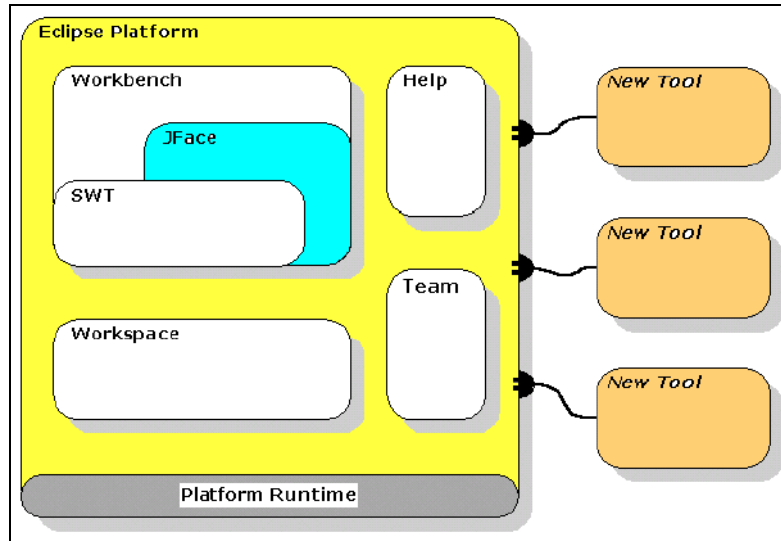 Eclipse Platform
Workbench
JFace
SWT
Workspace
Help
Team
Platform Runtime
New Tool
New Tool
New Tool